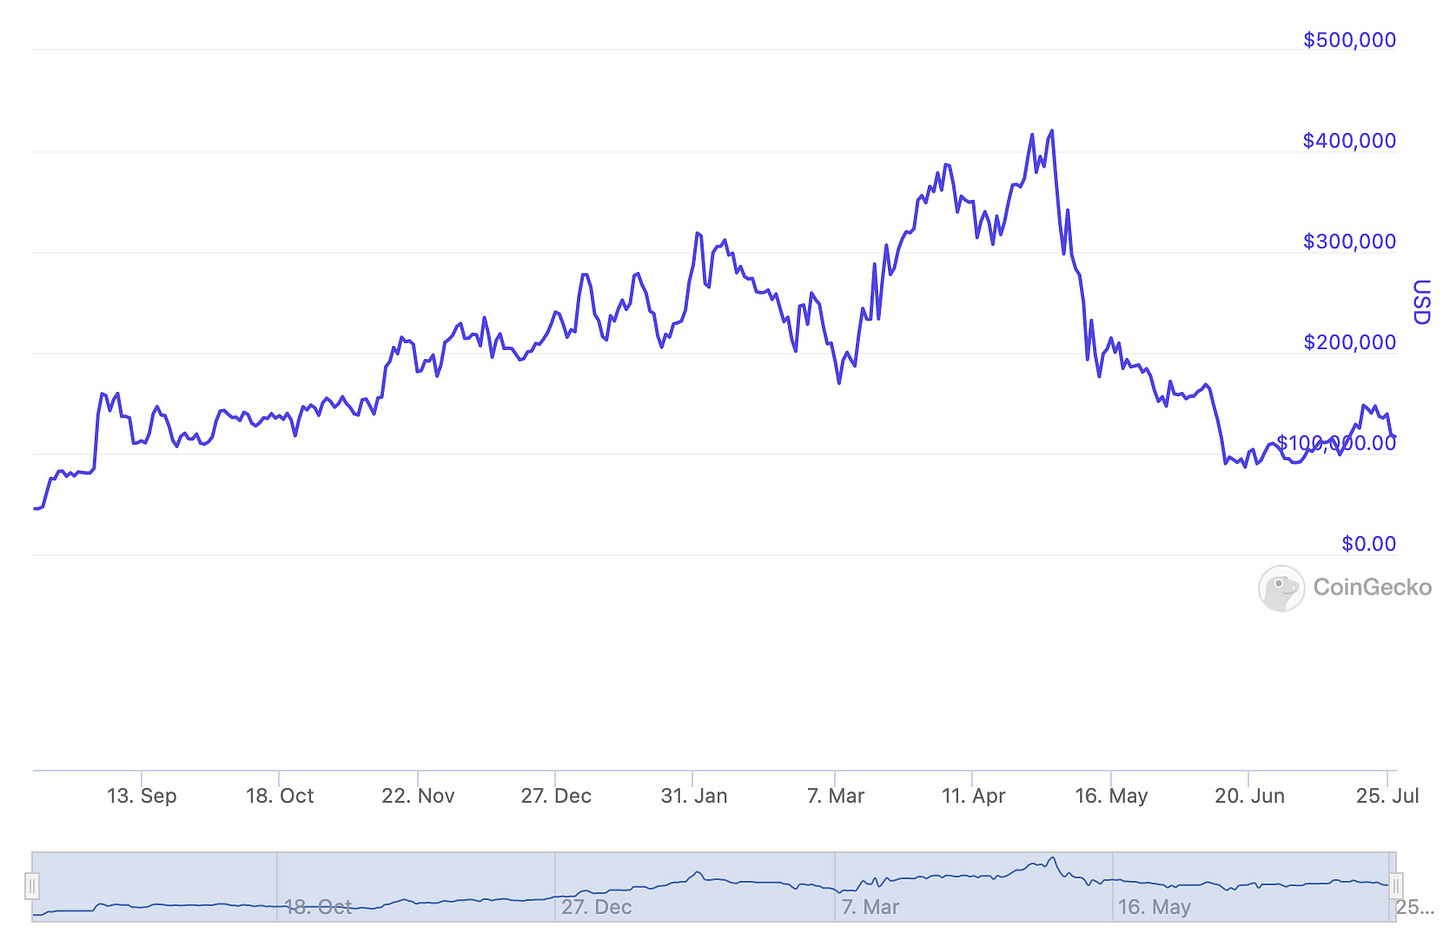 $500,000
$400,000
$300,000
$200,000
$100,000.00
$0.00
USD
CoinGecko
13. Sep 18. Oct 22. Nov 27. Dec 31. Jan 7. Mar 11. Apr 16. May 20. Jun 25. Jul
18. Oct 27. Dec 7. Mar 16. May 25...